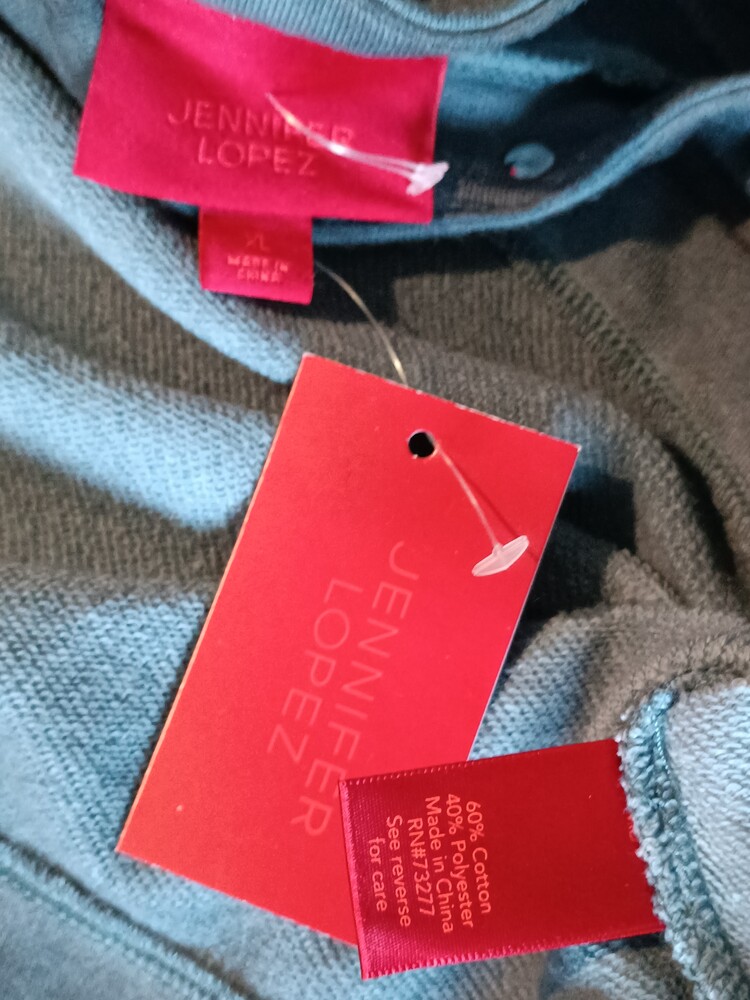 JENNIFER
LOPEZ
XL
MADE IN
CHINA
JENNIFER
LOPEZ
60% Cotton
40% Polyester
Made in China
RN#73277
See reverse
for care